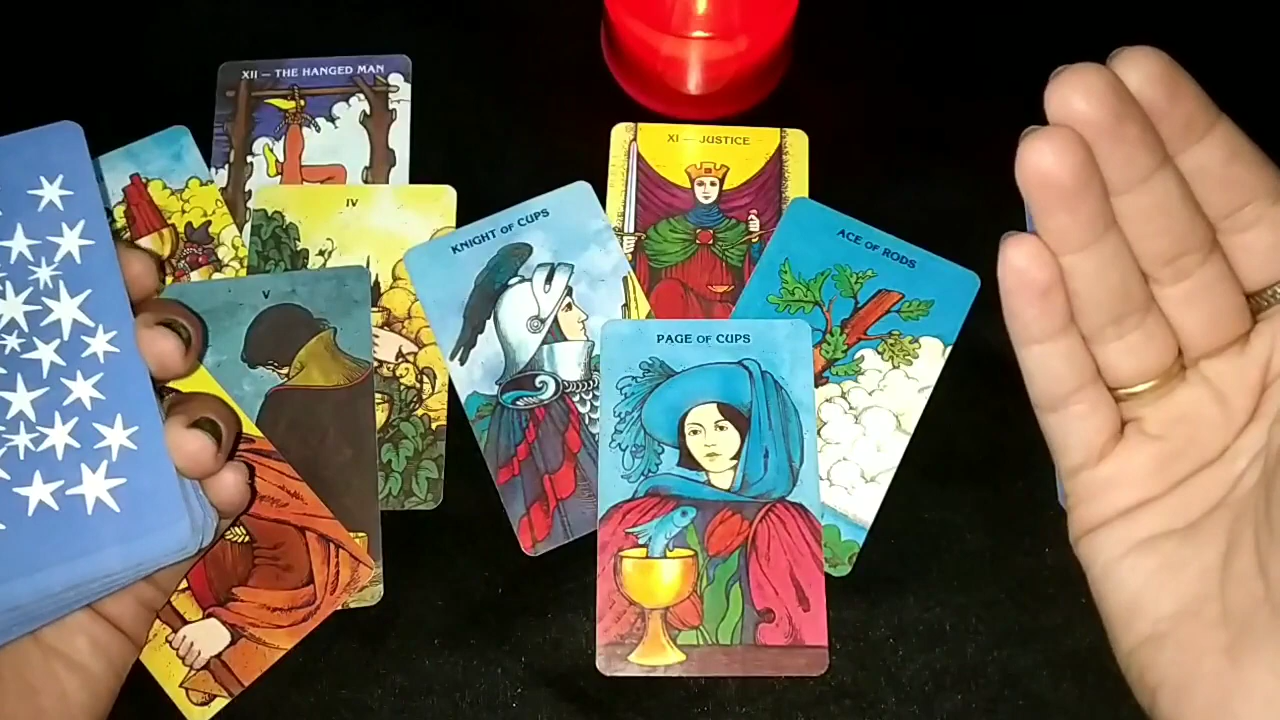 XII — THE HANGED MAN
XI — JUSTICE
IV
KNIGHT OF CUPS
ACE OF RODS
V
PAGE OF CUPS